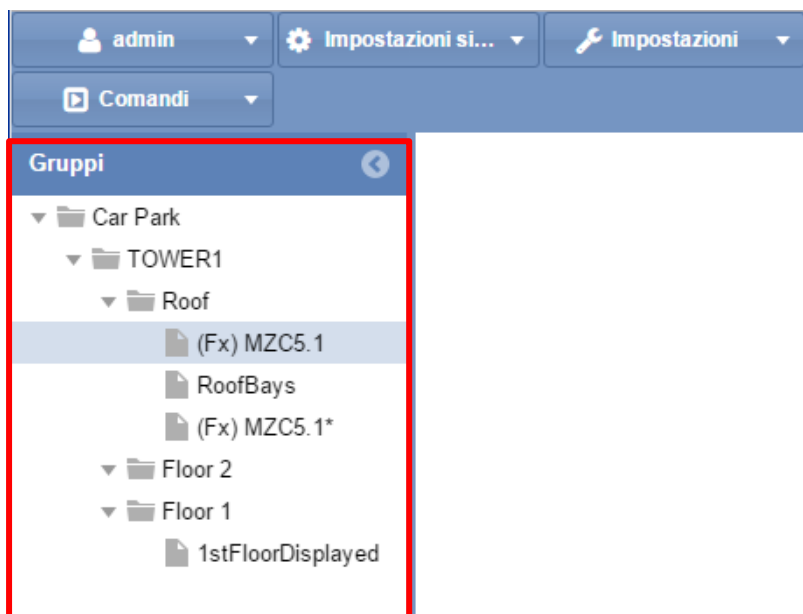 admin
Impostazioni si...
Impostazioni
Comandi
Gruppi
Car Park
TOWER1
Roof
(Fx) MZC5.1
RoofBays
(Fx) MZC5.1*
Floor 2
Floor 1
1stFloorDisplayed